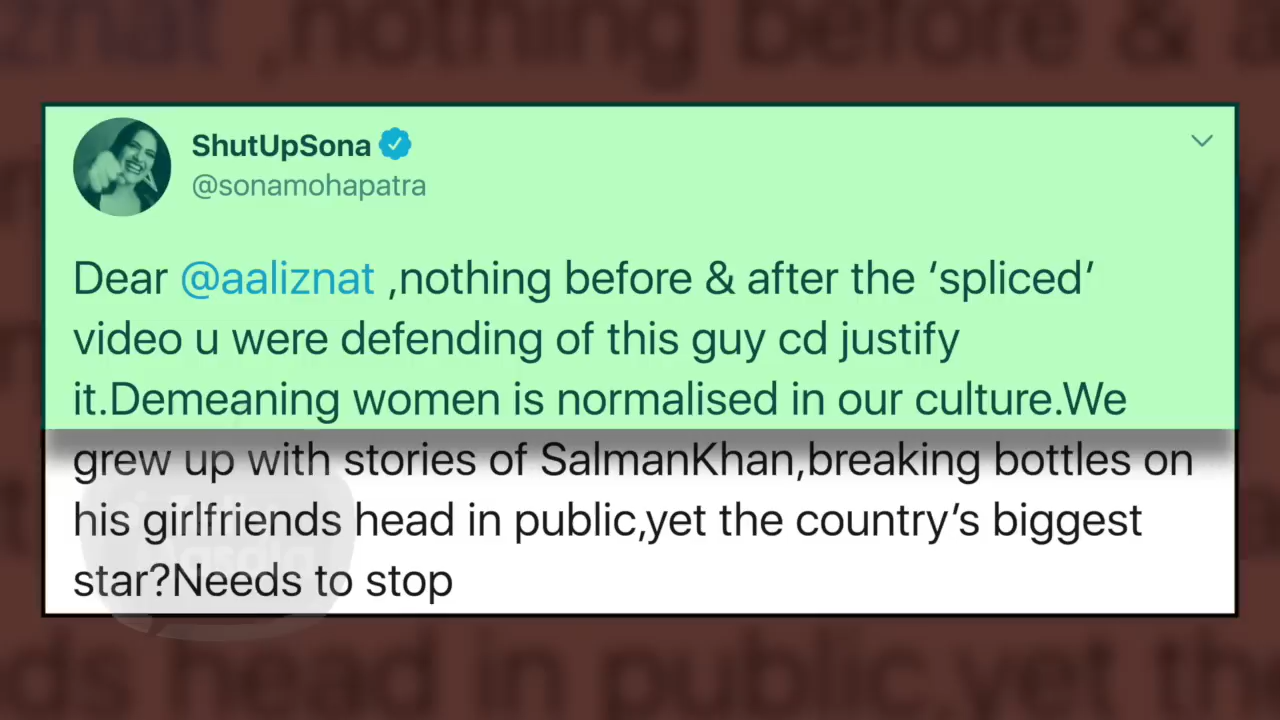 ShutUpSona
@sonamohapatra
Dear @aaliznat ,nothing before & after the ‘spliced’
video u were defending of this guy cd justify
it.Demeaning women is normalised in our culture.We
grew up with stories of SalmanKhan,breaking bottles on
his girlfriends head in public,yet the country’s biggest
star?Needs to stop